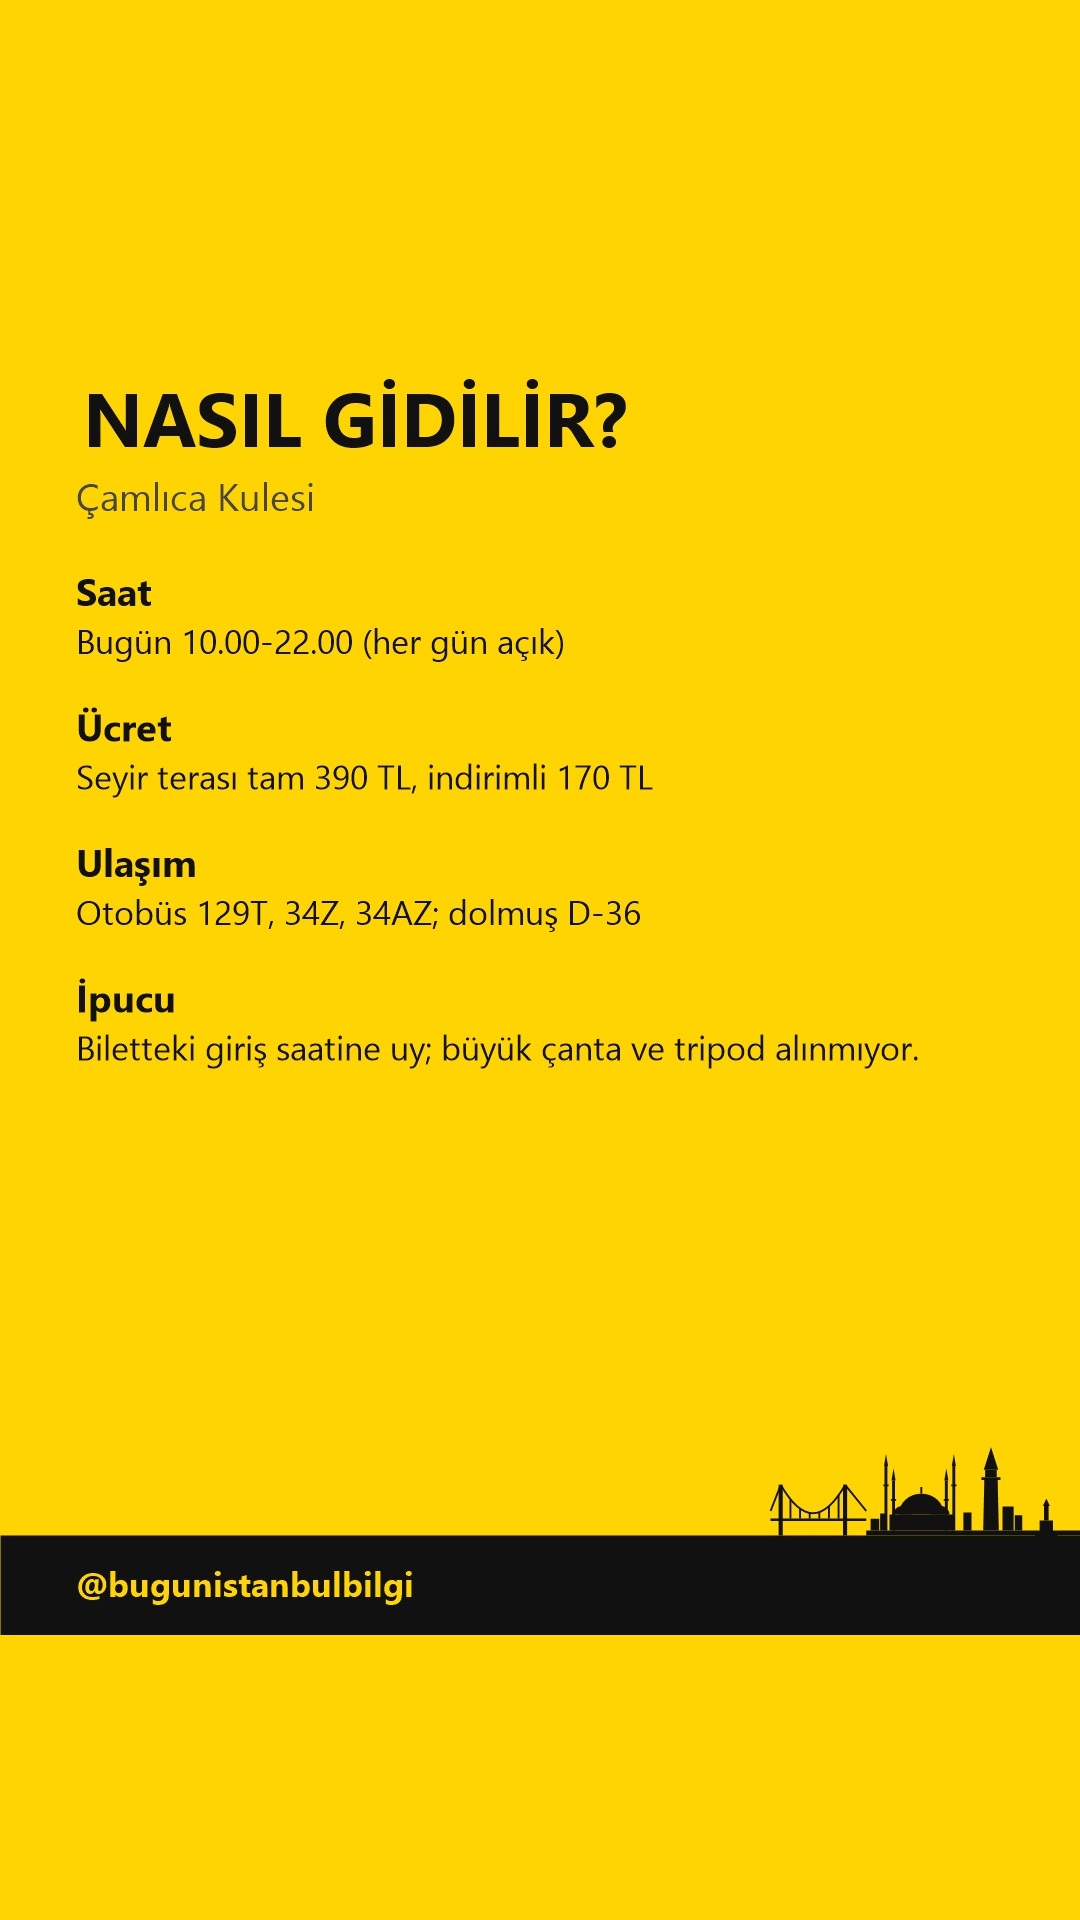 NASIL GİDİLİR?
Çamlıca Kulesi
Saat
Bugün 10.00-22.00 (her gün açık)
Ücret
Seyir terası tam 390 TL, indirimli 170 TL
Ulaşım
Otobüs 129T, 34Z, 34AZ; dolmuş D-36
İpucu
Biletteki giriş saatine uy; büyük çanta ve tripod alınmıyor.
@bugunistanbulbilgi